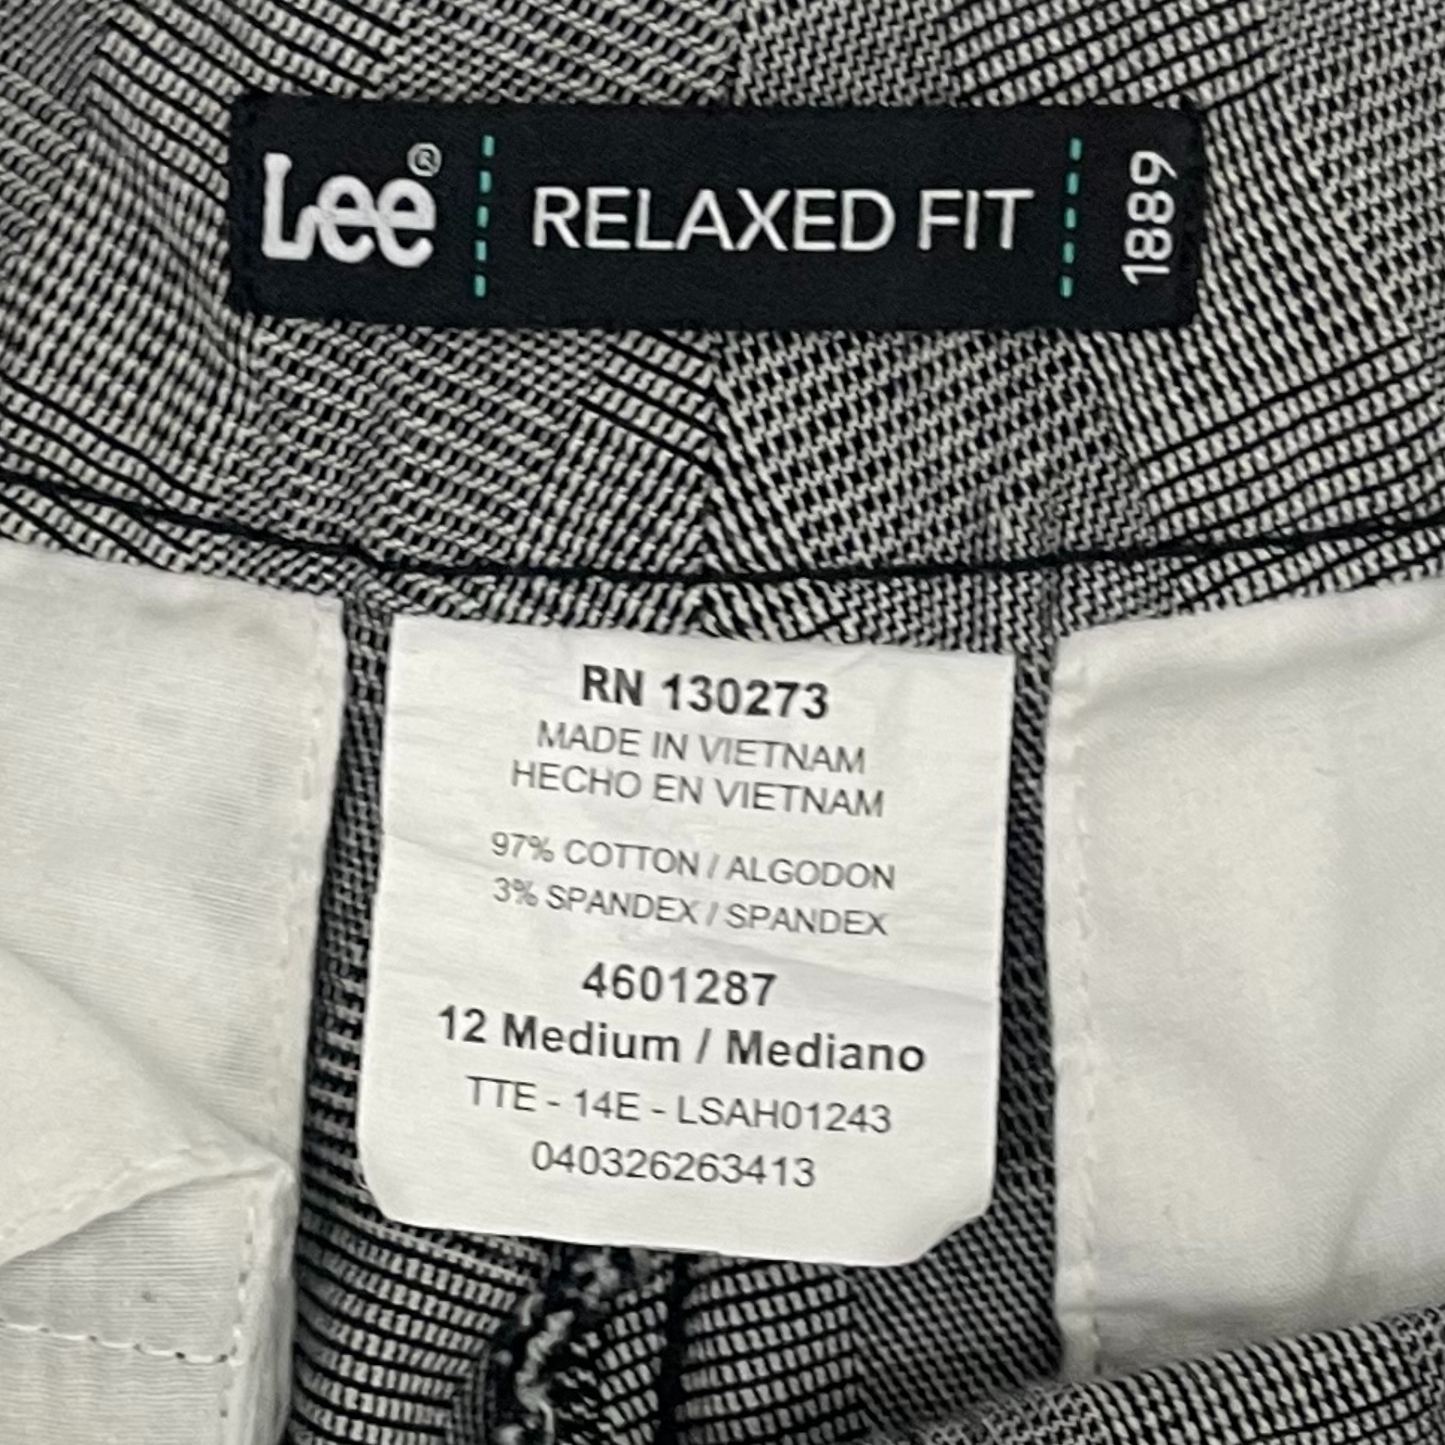 Lee® RELAXED FIT 1889
RN 130273
MADE IN VIETNAM
HECHO EN VIETNAM
97% COTTON / ALGODON
3% SPANDEX / SPANDEX
4601287
12 Medium / Mediano
TTE - 14E - LSAH01243
040326263413